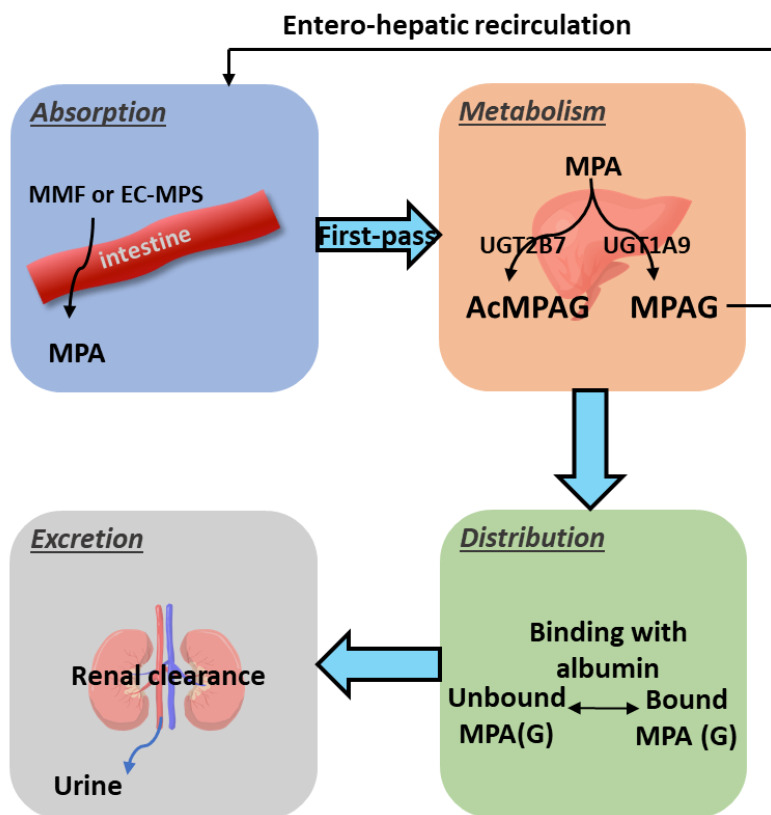 Entero-hepatic recirculation
Absorption
MMF or EC-MPS
intestine
MPA
First-pass
Metabolism
MPA
UGT2B7 UGT1A9
AcMPAG MPAG
Excretion
Renal clearance
Urine
Distribution
Binding with
albumin
Unbound Bound
MPA(G) MPA (G)